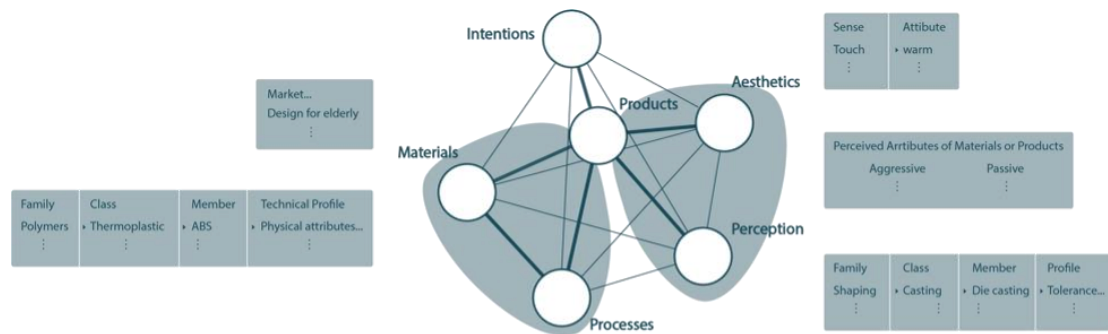 Intentions
Products
Aesthetics
Materials
Perception
Processes
Market...
Design for elderly
Family Class Member Technical Profile
Polymers Thermoplastic ABS Physical attributes...
Sense Attibute
Touch warm
Perceived Arrtibutes of Materials or Products
Aggressive Passive
Family Class Member Profile
Shaping Casting Die casting Tolerance...